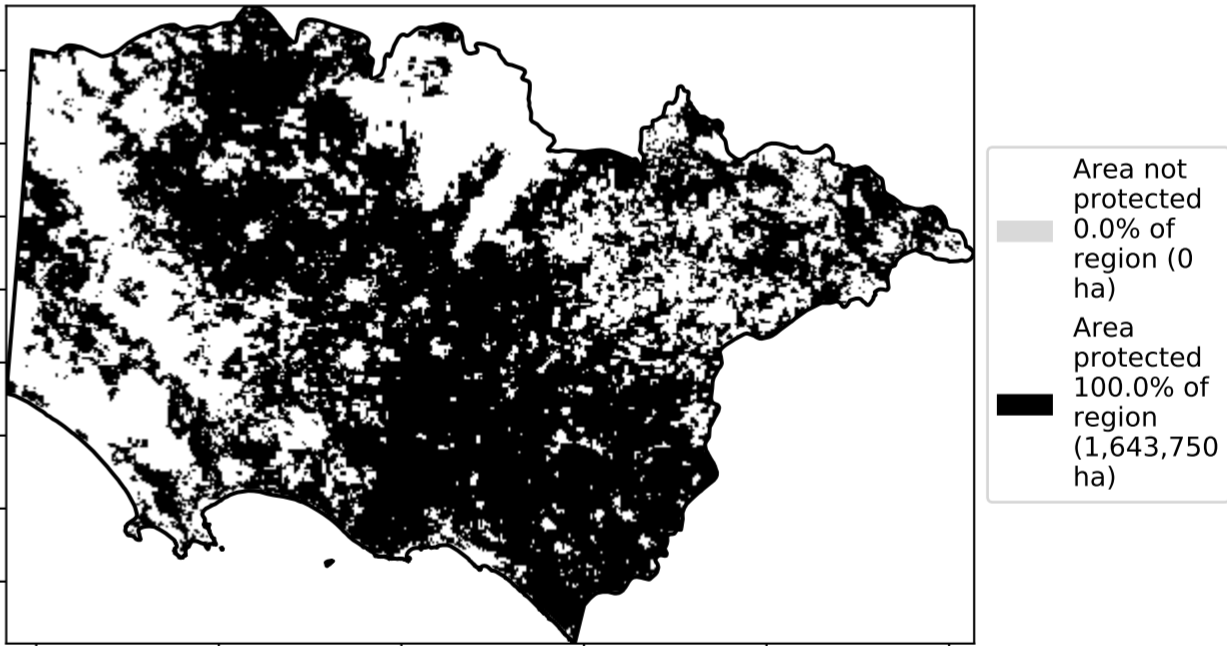 Area not
protected
0.0% of
region (0
ha)
Area
protected
100.0% of
region
(1,643,750
ha)